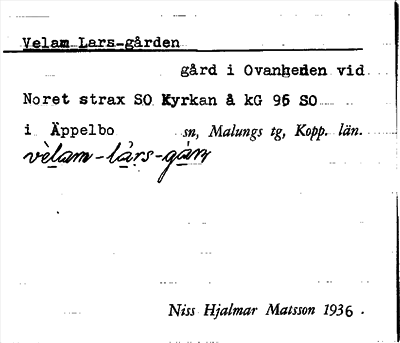 Velam Lars-gården
gård i Ovanheden vid
Noret strax SO Kyrkan å kG 96 SO
i Äppelbo sn, Malungs tg, Kopp. län.
vèlam-làrs-gàrn
Niss Hjalmar Matsson 1936.